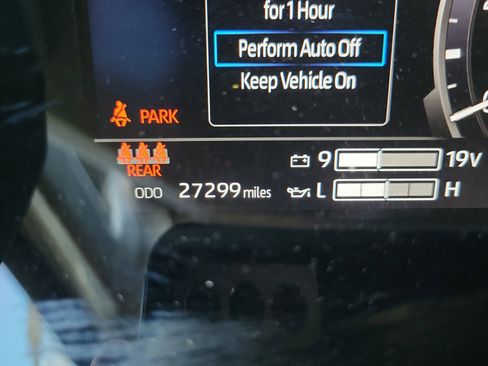 for 1 Hour
Perform Auto Off
Keep Vehicle On
PARK
REAR
9 19V
ODO 27299 miles
L H